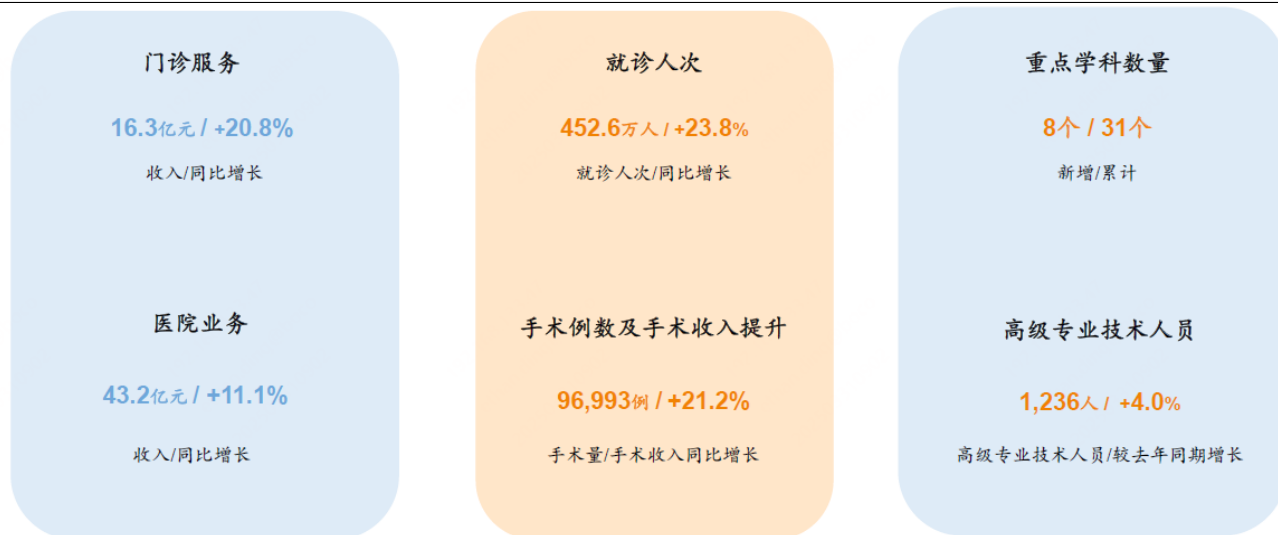 门诊服务
16.3亿元 / +20.8%
收入/同比增长
医院业务
43.2亿元 / +11.1%
收入/同比增长
就诊人次
452.6万人 / +23.8%
就诊人次/同比增长
手术例数及手术收入提升
96,993例 / +21.2%
手术量/手术收入同比增长
重点学科数量
8个 / 31个
新增/累计
高级专业技术人员
1,236人 / +4.0%
高级专业技术人员/较去年同期增长